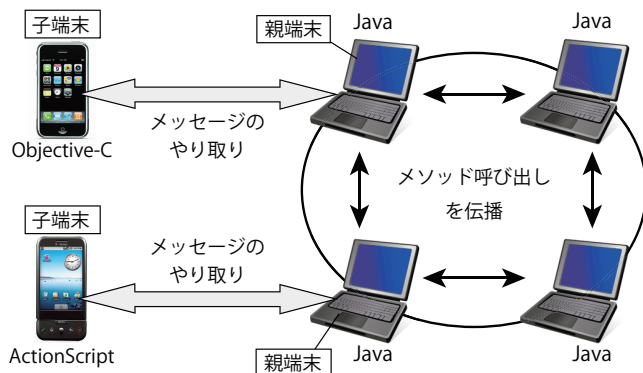 子端末
Objective-C
メッセージの
やり取り
親端末
Java
Java
メソッド呼び出し
を伝播
子端末
ActionScript
メッセージの
やり取り
親端末
Java
Java